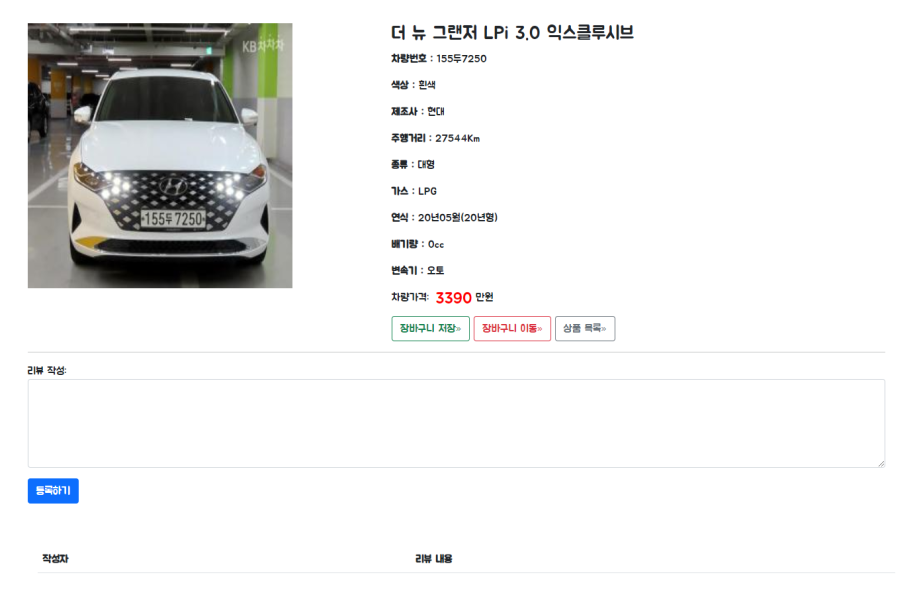 KB차차차
155두 7250
더 뉴 그랜저 LPi 3.0 익스클루시브
차량번호 : 155두7250
색상 : 흰색
제조사 : 현대
주행거리 : 27544Km
종류 : 대형
가스 : LPG
연식 : 20년05월(20년형)
배기량 : 0cc
변속기 : 오토
차량가격: 3390 만원
장바구니 저장» 장바구니 이동» 상품 목록»
리뷰 작성:
등록하기
작성자 리뷰 내용